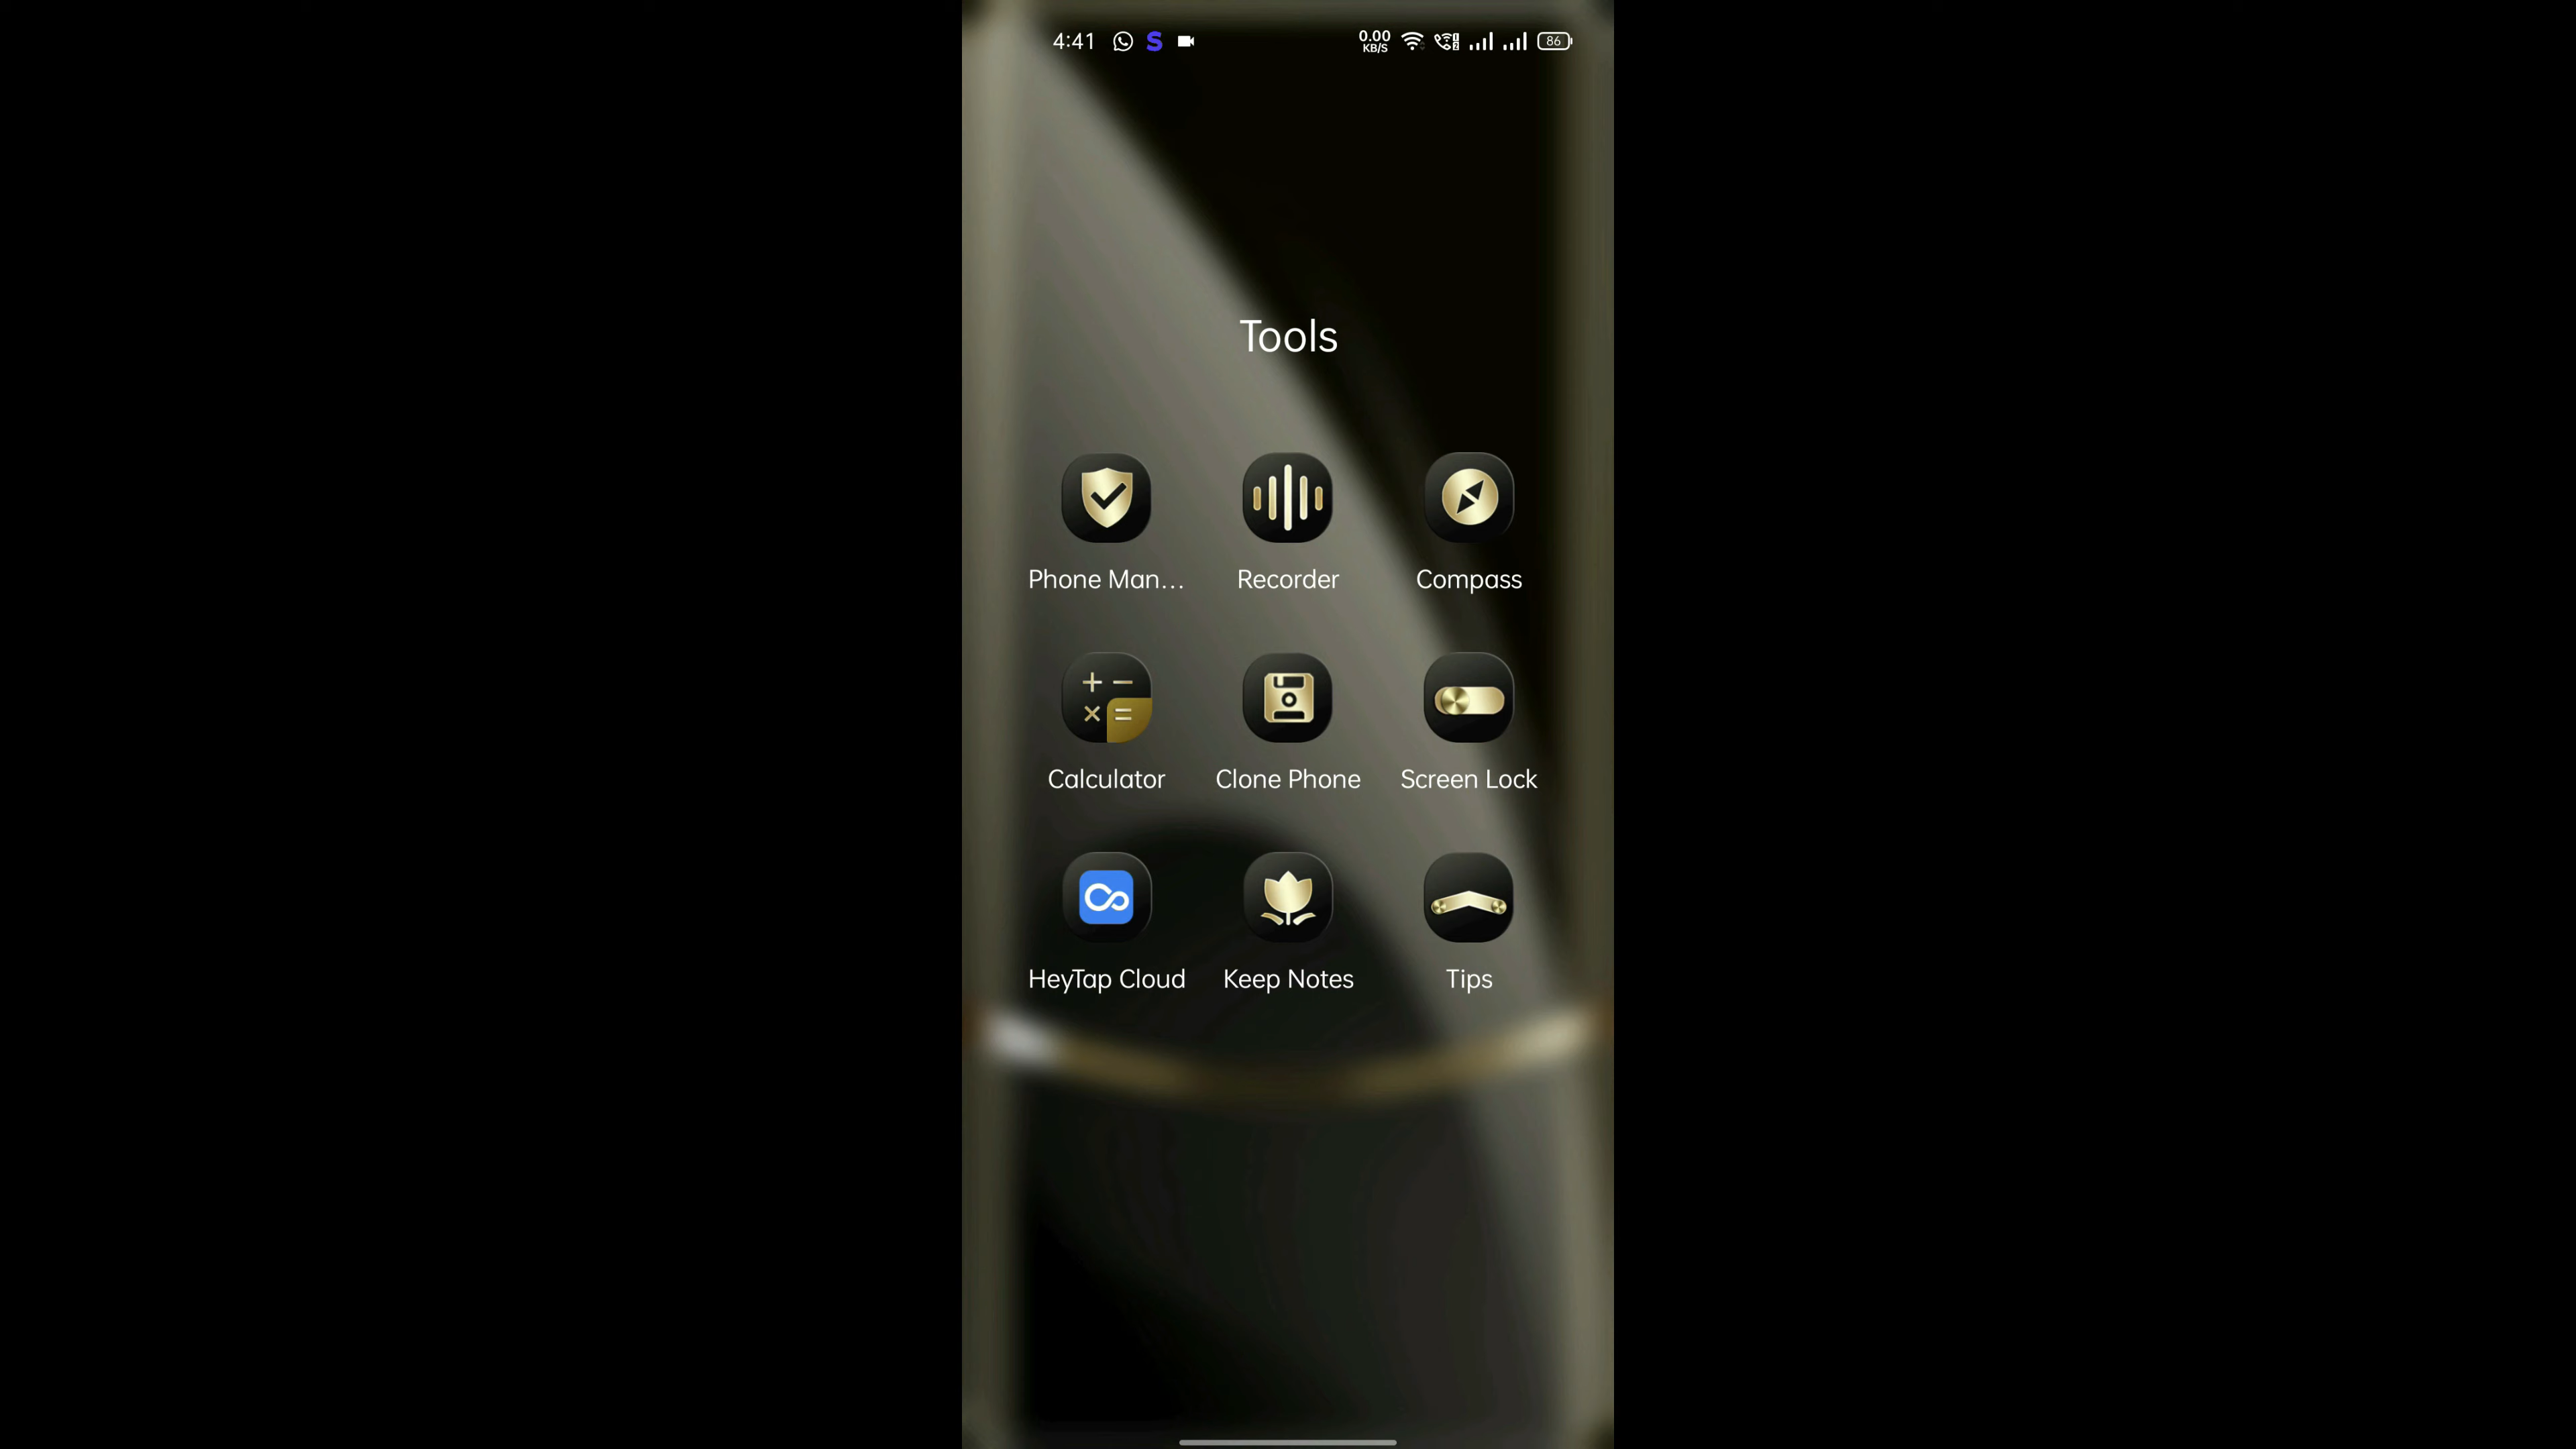 4:41 S 0.00 KB/S 86
Tools
Phone Man... Recorder Compass
Calculator Clone Phone Screen Lock
HeyTap Cloud Keep Notes Tips